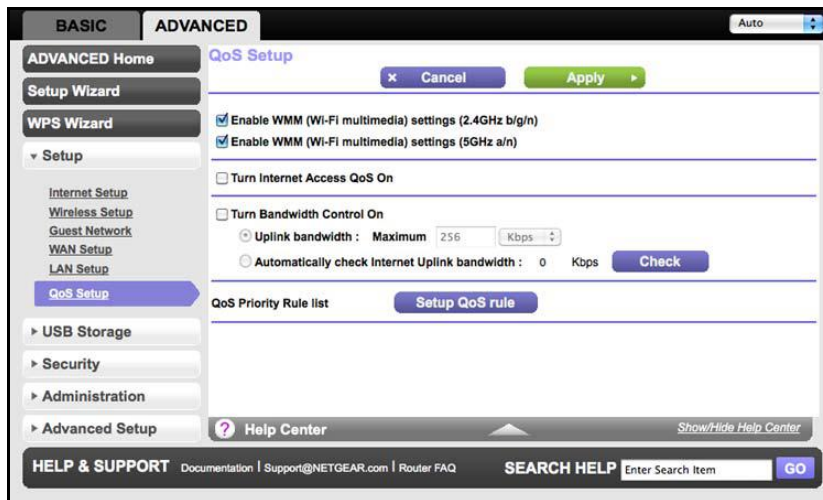 BASIC
ADVANCED
Auto
ADVANCED Home
Setup Wizard
WPS Wizard
Setup
Internet Setup
Wireless Setup
Guest Network
WAN Setup
LAN Setup
QoS Setup
USB Storage
Security
Administration
Advanced Setup
QoS Setup
× Cancel
Apply
Enable WMM (Wi-Fi multimedia) settings (2.4GHz b/g/n)
Enable WMM (Wi-Fi multimedia) settings (5GHz a/n)
Turn Internet Access QoS On
Turn Bandwidth Control On
Uplink bandwidth : Maximum 256 Kbps
Automatically check Internet Uplink bandwidth : 0 Kbps Check
QoS Priority Rule list Setup QoS rule
? Help Center Show/Hide Help Center
HELP & SUPPORT Documentation | Support@NETGEAR.com | Router FAQ SEARCH HELP Enter Search Item GO